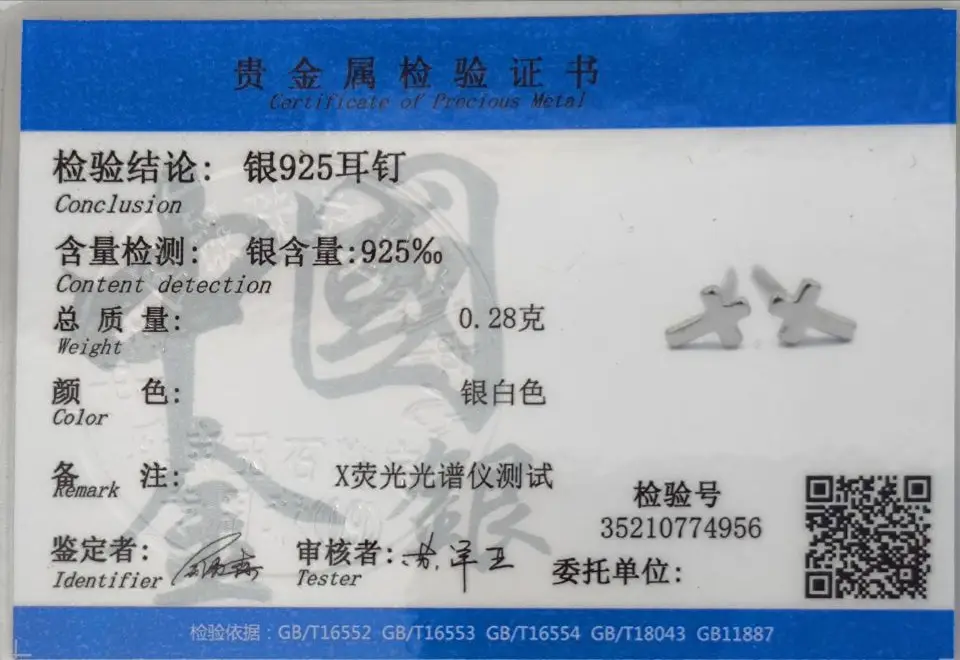 贵金属检验证书
Certificate of Precious Metal
检验结论: 银925耳钉
Conclusion
含量检测: 银含量:925‰
Content detection
总质量: 0.28克
Weight
颜色: 银白色
Color
备注: X荧光光谱仪测试
Remark
检验号
35210774956
鉴定者:
Identifier
审核者:
Tester
委托单位:
中國
金銀
检验依据：GB/T16552 GB/T16553 GB/T16554 GB/T18043 GB11887